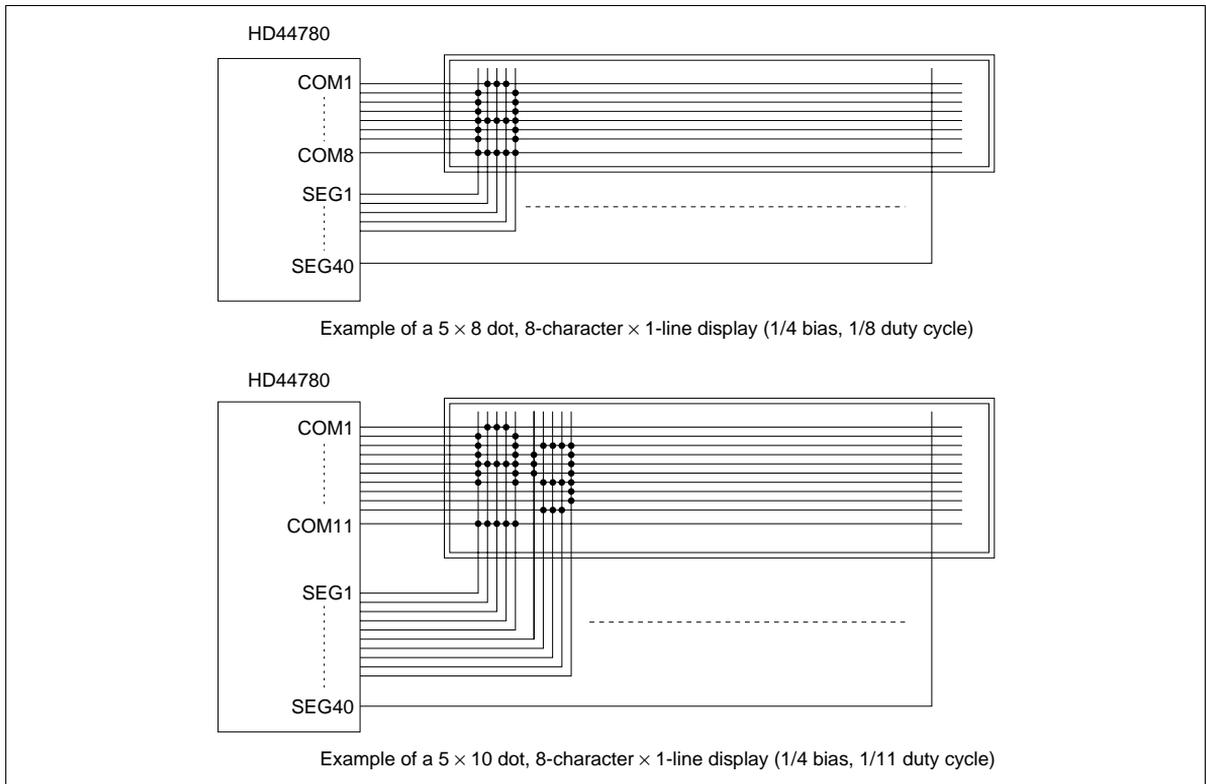 HD44780
COM1
COM8
SEG1
SEG40
Example of a 5 × 8 dot, 8-character × 1-line display (1/4 bias, 1/8 duty cycle)
HD44780
COM1
COM11
SEG1
SEG40
Example of a 5 × 10 dot, 8-character × 1-line display (1/4 bias, 1/11 duty cycle)